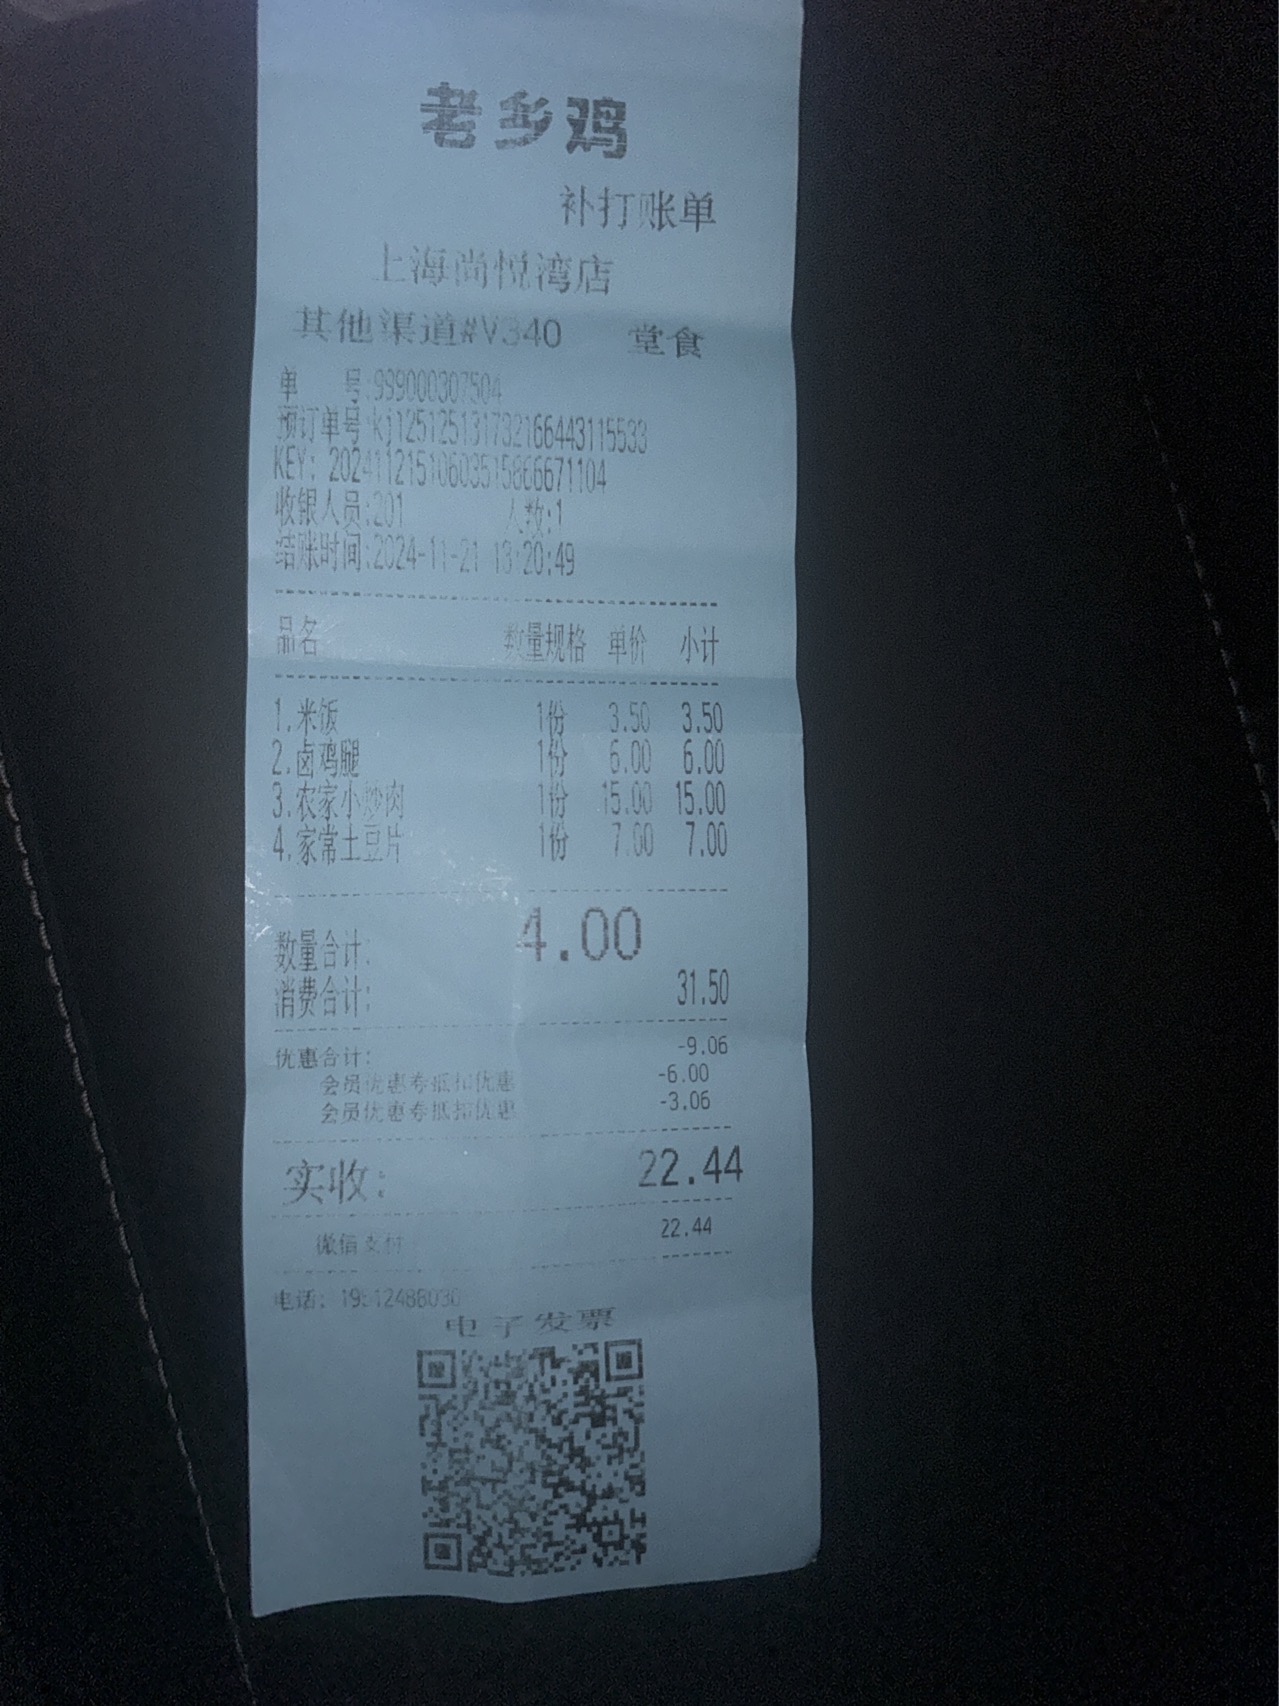 老乡鸡
补打账单
上海尚悦湾店
其他渠道#V340 堂食
单 号:999000307504
预订单号:kj125125131732166443115533
KEY: 20241121510603515866671104
收银人员:201 人数:1
结账时间:2024-11-21 13:20:49
品名 数量规格 单价 小计
1.米饭 1份 3.50 3.50
2.卤鸡腿 1份 6.00 6.00
3.农家小炒肉 1份 15.00 15.00
4.家常土豆片 1份 7.00 7.00
数量合计: 4.00
消费合计: 31.50
优惠合计: -9.06
会员优惠券抵扣优惠 -6.00
会员优惠券抵扣优惠 -3.06
实收: 22.44
微信支付 22.44
电话:
电子发票